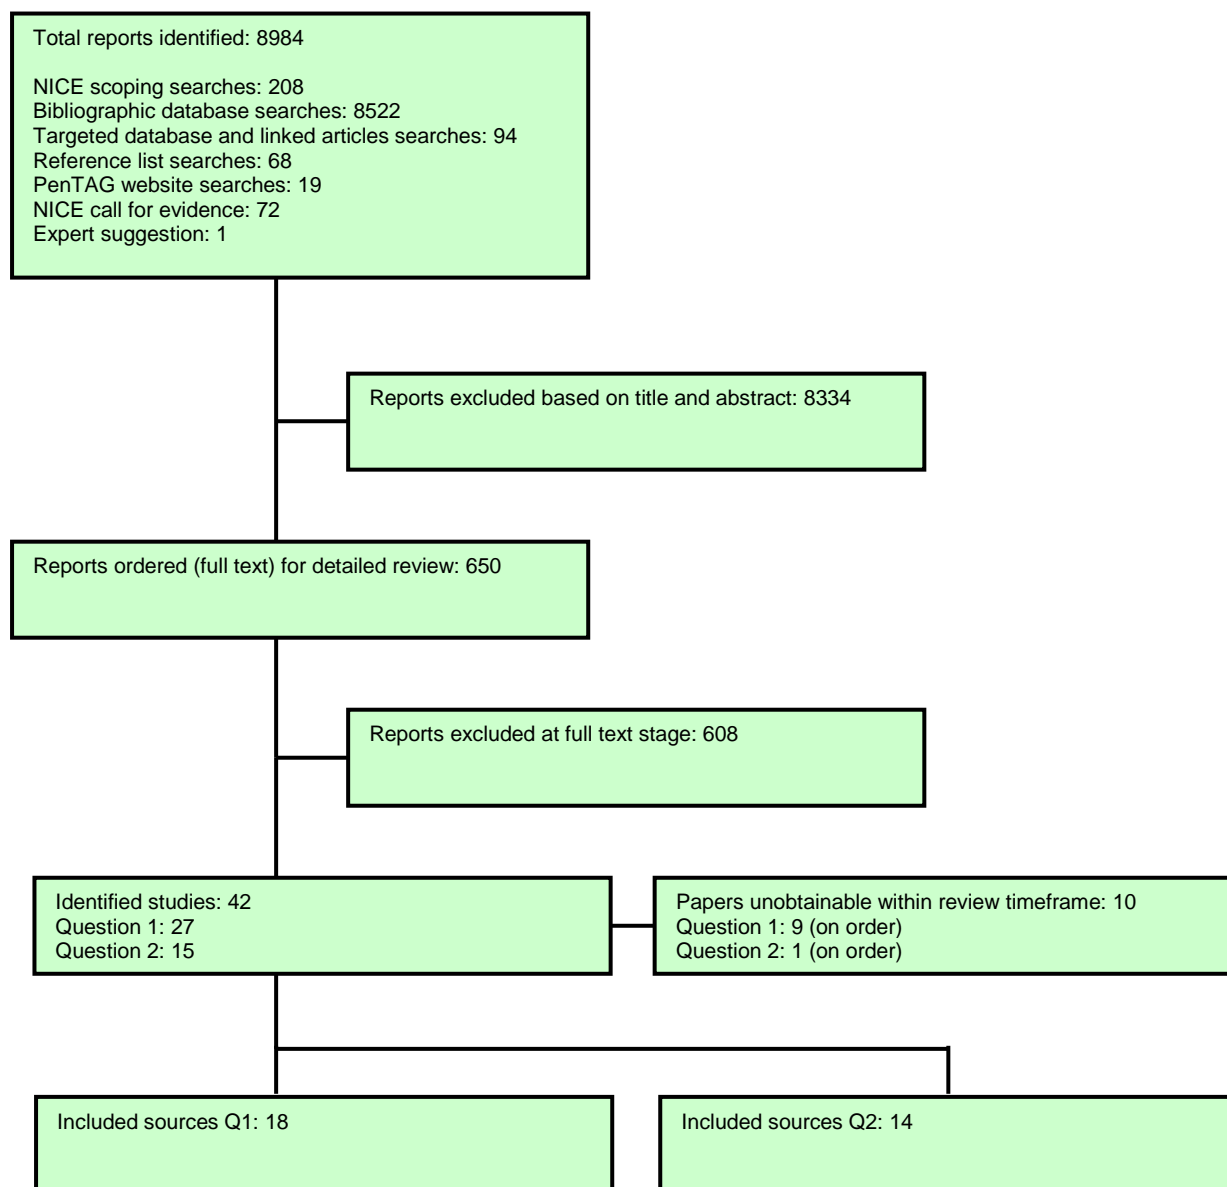 Total reports identified: 8984
NICE scoping searches: 208
Bibliographic database searches: 8522
Targeted database and linked articles searches: 94
Reference list searches: 68
PenTAG website searches: 19
NICE call for evidence: 72
Expert suggestion: 1
Reports excluded based on title and abstract: 8334
Reports ordered (full text) for detailed review: 650
Reports excluded at full text stage: 608
Identified studies: 42
Question 1: 27
Question 2: 15
Papers unobtainable within review timeframe: 10
Question 1: 9 (on order)
Question 2: 1 (on order)
Included sources Q1: 18
Included sources Q2: 14